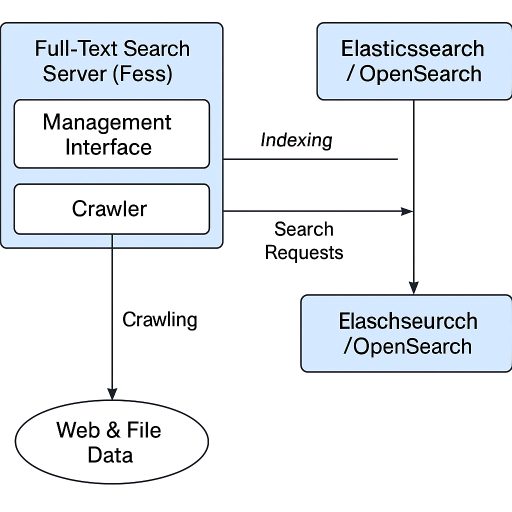 Full-Text Search
Server (Fess)
Management
Interface
Crawler
Elasticssearch
/ OpenSearch
Indexing
Search
Requests
Crawling
Elaschseurcch
/OpenSearch
Web & File
Data